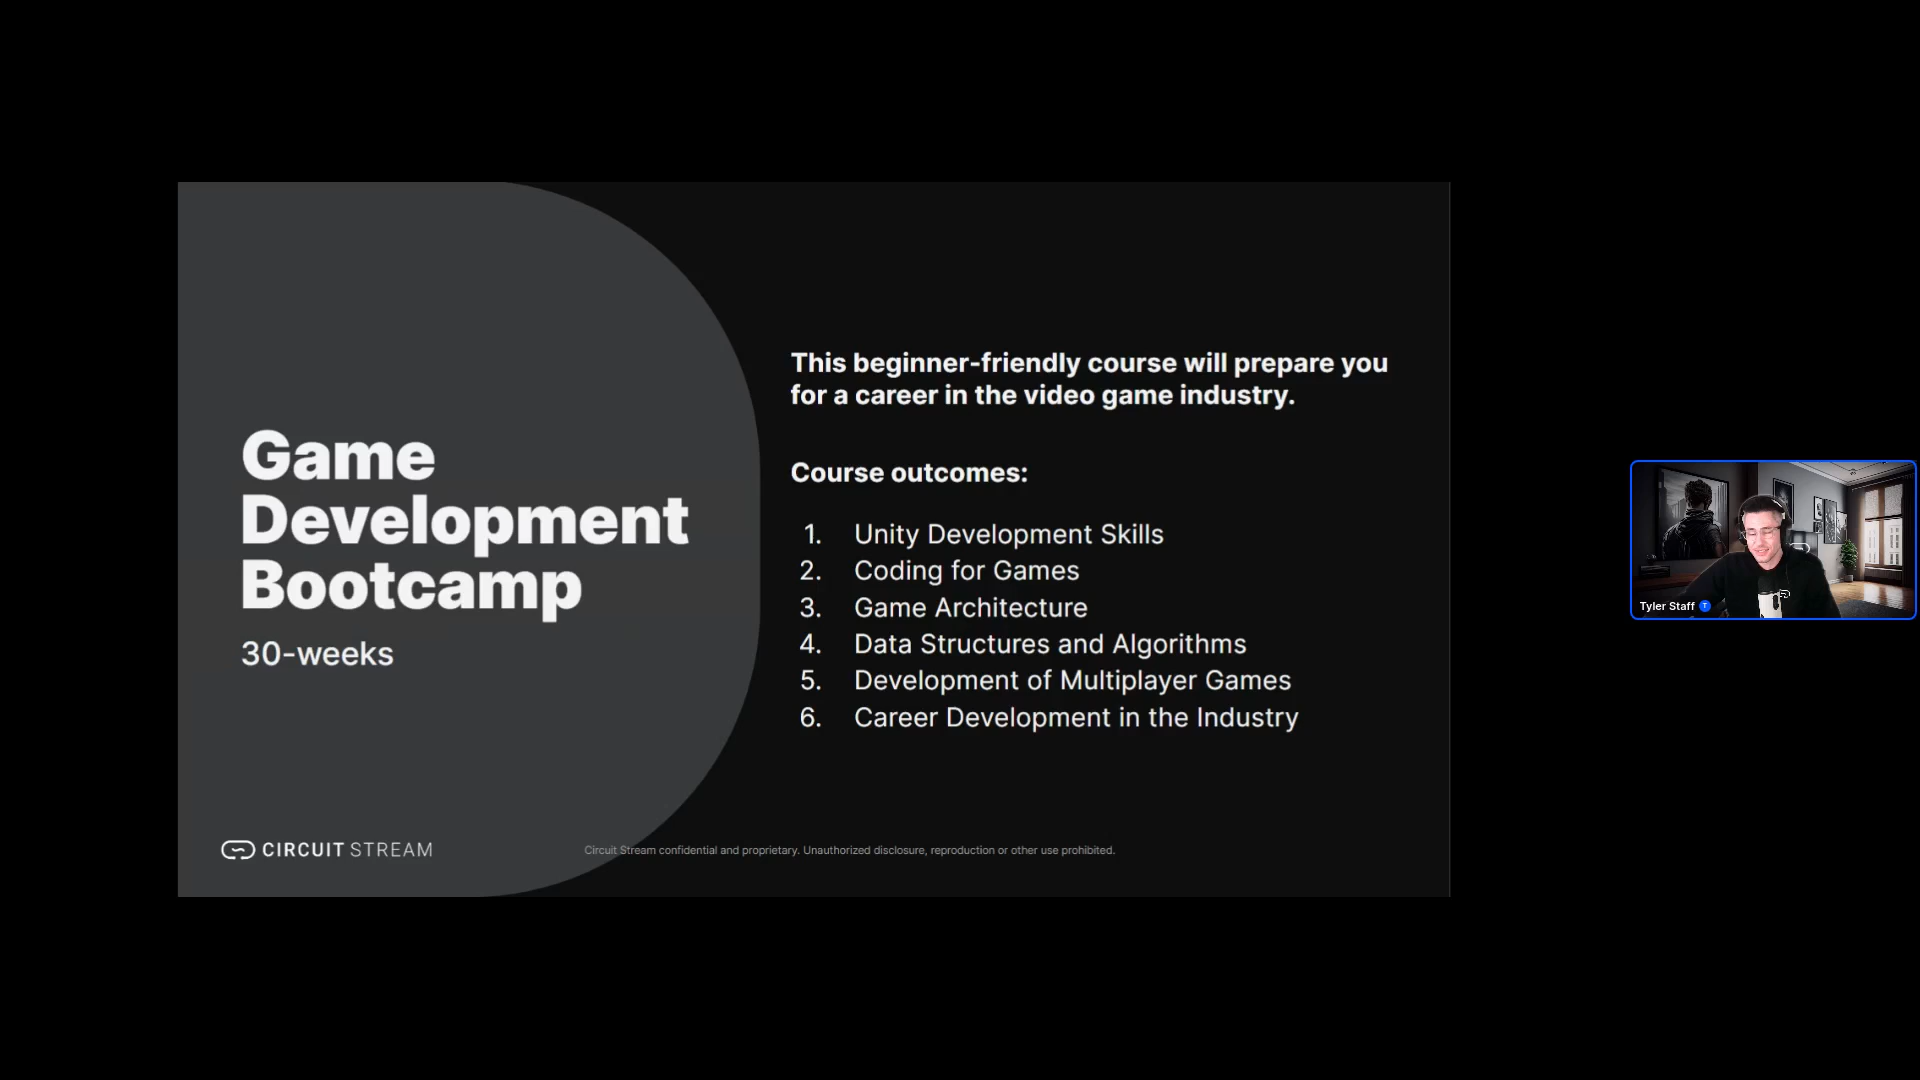 Game
Development
Bootcamp
30-weeks
This beginner-friendly course will prepare you
for a career in the video game industry.
Course outcomes:
1. Unity Development Skills
2. Coding for Games
3. Game Architecture
4. Data Structures and Algorithms
5. Development of Multiplayer Games
6. Career Development in the Industry
CIRCUIT STREAM
Circuit Stream confidential and proprietary. Unauthorized disclosure, reproduction or other use prohibited.
Tyler Staff T